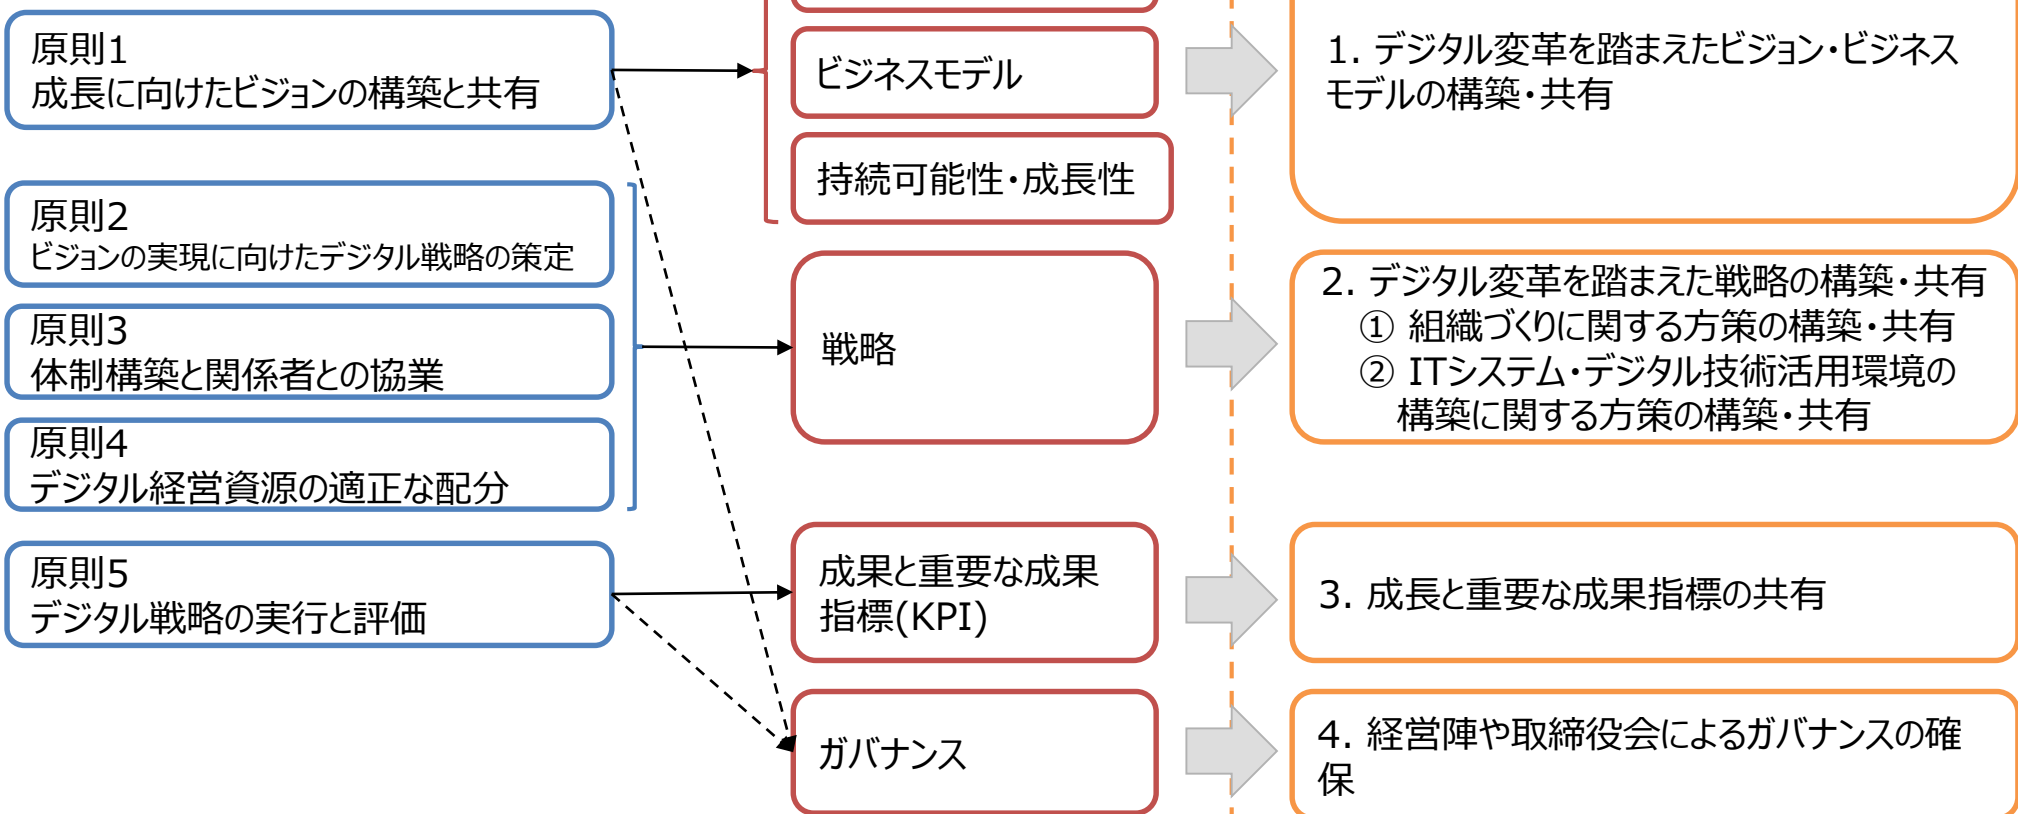 原則1
成長に向けたビジョンの構築と共有
原則2
ビジョンの実現に向けたデジタル戦略の策定
原則3
体制構築と関係者との協業
原則4
デジタル経営資源の適正な配分
原則5
デジタル戦略の実行と評価
ビジネスモデル
持続可能性・成長性
戦略
成果と重要な成果
指標(KPI)
ガバナンス
1. デジタル変革を踏まえたビジョン・ビジネス
モデルの構築・共有
2. デジタル変革を踏まえた戦略の構築・共有
① 組織づくりに関する方策の構築・共有
② ITシステム・デジタル技術活用環境の
構築に関する方策の構築・共有
3. 成長と重要な成果指標の共有
4. 経営陣や取締役会によるガバナンスの確
保